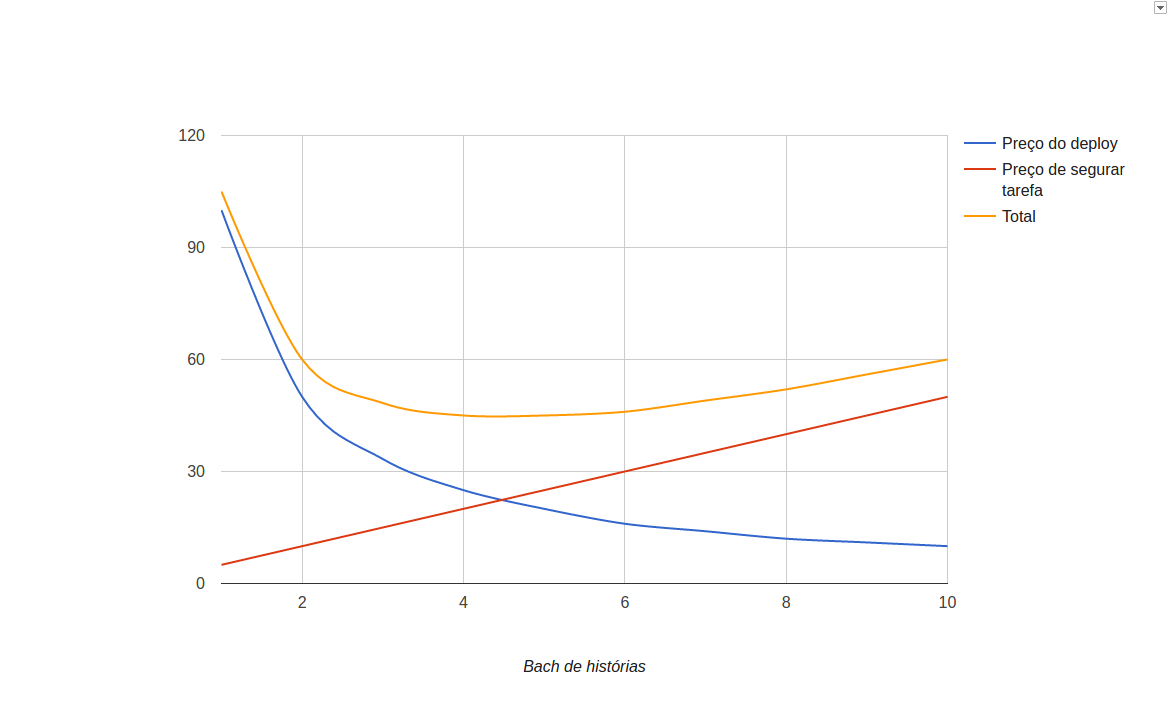 120
90
60
30
0
2
4
6
8
10
Preço do deploy
Preço de segurar
tarefa
Total
Bach de histórias